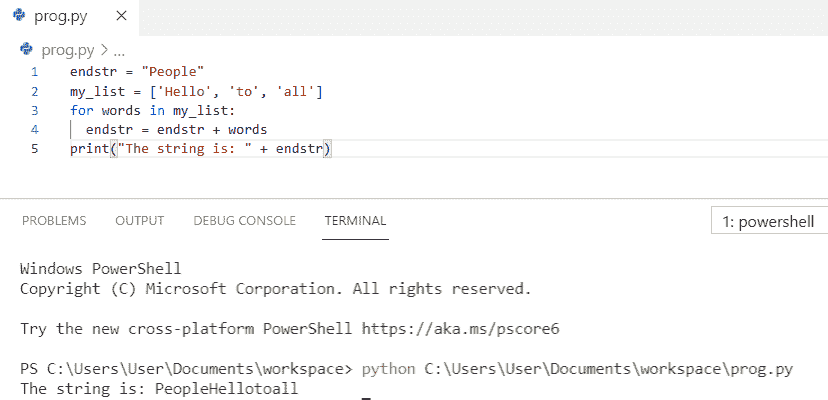 prog.py ×
prog.py > ...
1 endstr = "People"
2 my_list = ['Hello', 'to', 'all']
3 for words in my_list:
4   endstr = endstr + words
5 print("The string is: " + endstr)
PROBLEMS OUTPUT DEBUG CONSOLE TERMINAL 1: powershell
Windows PowerShell
Copyright (C) Microsoft Corporation. All rights reserved.
Try the new cross-platform PowerShell https://aka.ms/pscore6
PS C:\Users\User\Documents\workspace> python C:\Users\User\Documents\workspace\prog.py
The string is: PeopleHellotoall